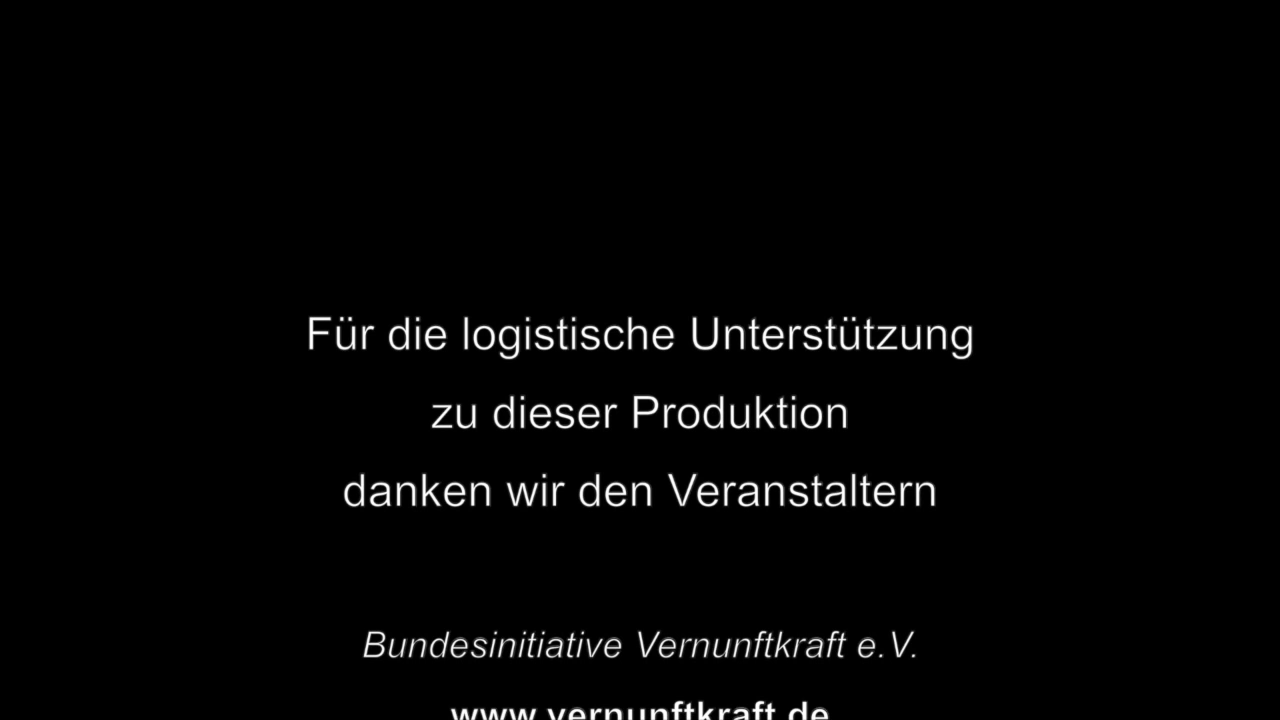 Für die logistische Unterstützung
zu dieser Produktion
danken wir den Veranstaltern
Bundesinitiative Vernunftkraft e.V.
www.vernunftkraft.de